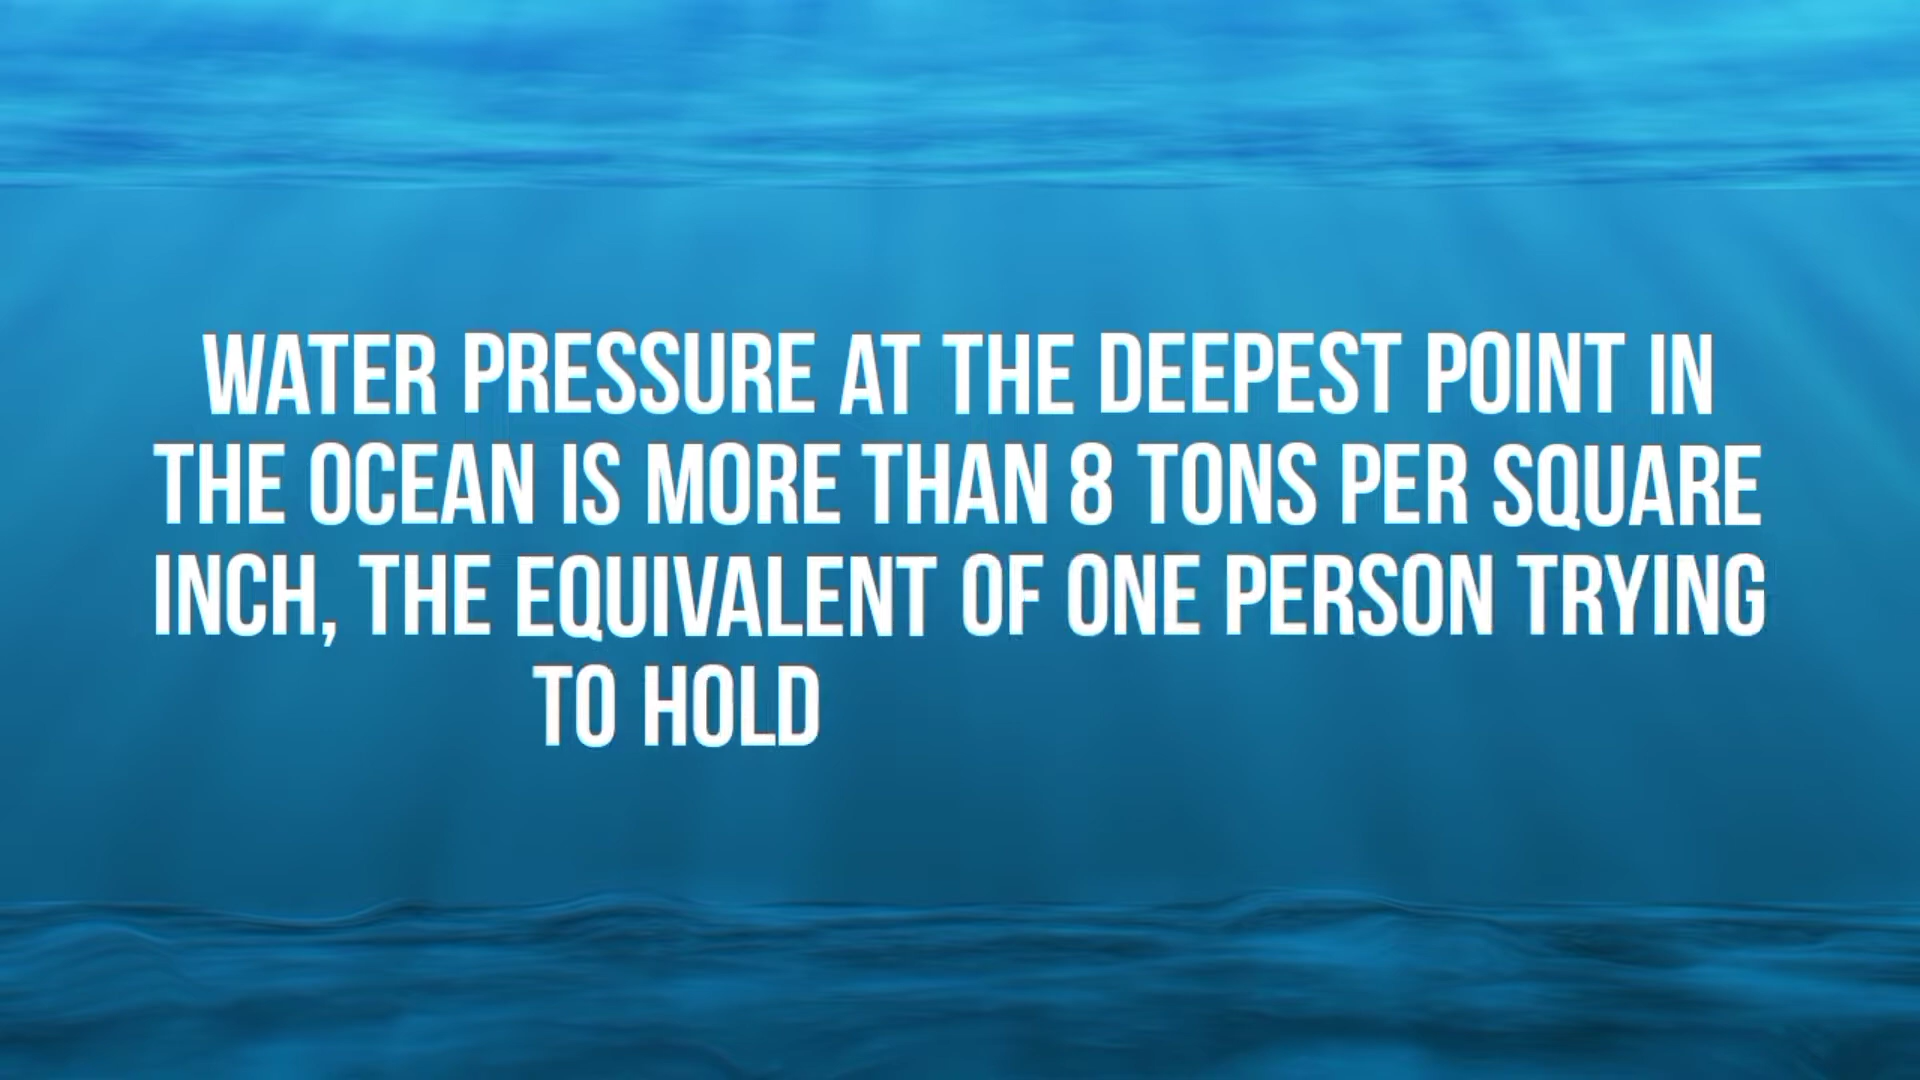 WATER PRESSURE AT THE DEEPEST POINT IN
THE OCEAN IS MORE THAN 8 TONS PER SQUARE
INCH, THE EQUIVALENT OF ONE PERSON TRYING
TO HOLD